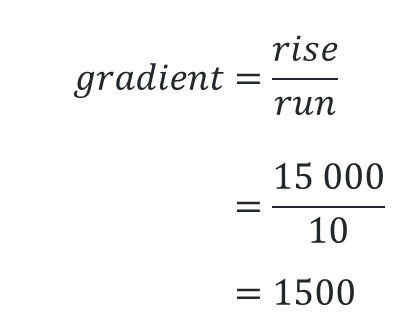 gradient = rise/run
= 15 000/10
= 1500